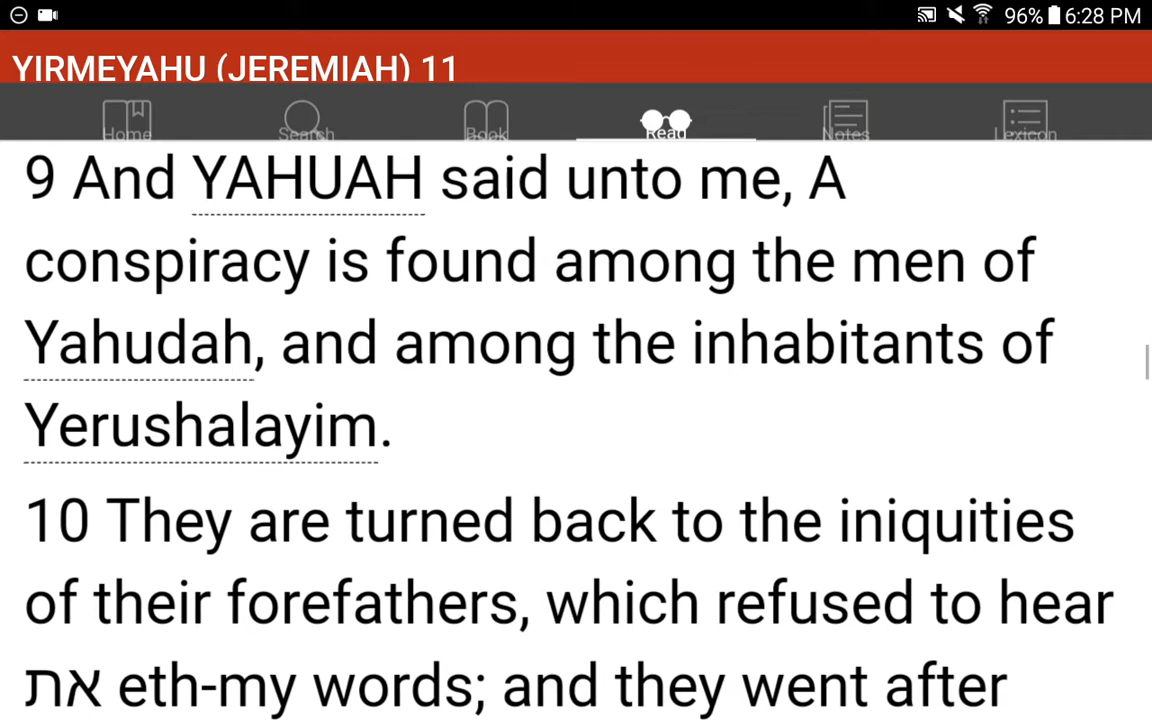 96% 6:28 PM
YIRMEYAHU (JEREMIAH) 11
Home Search Book Read Notes Lexicon
9 And YAHUAH said unto me, A
conspiracy is found among the men of
Yahudah, and among the inhabitants of
Yerushalayim.
10 They are turned back to the iniquities
of their forefathers, which refused to hear
את eth-my words; and they went after